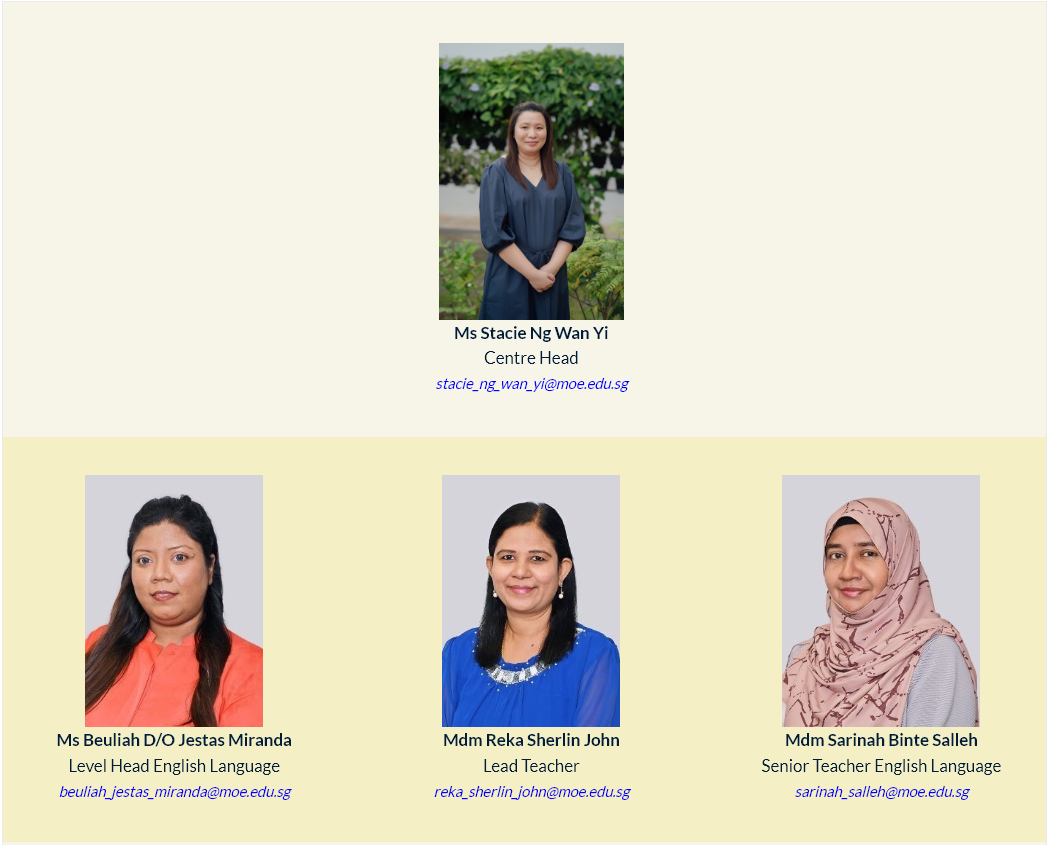 Ms Stacie Ng Wan Yi
Centre Head
stacie_ng_wan_yi@moe.edu.sg
Ms Beuliah D/O Jestas Miranda
Level Head English Language
beuliah_jestas_miranda@moe.edu.sg
Mdm Reka Sherlin John
Lead Teacher
reka_sherlin_john@moe.edu.sg
Mdm Sarinah Binte Salleh
Senior Teacher English Language
sarinah_salleh@moe.edu.sg